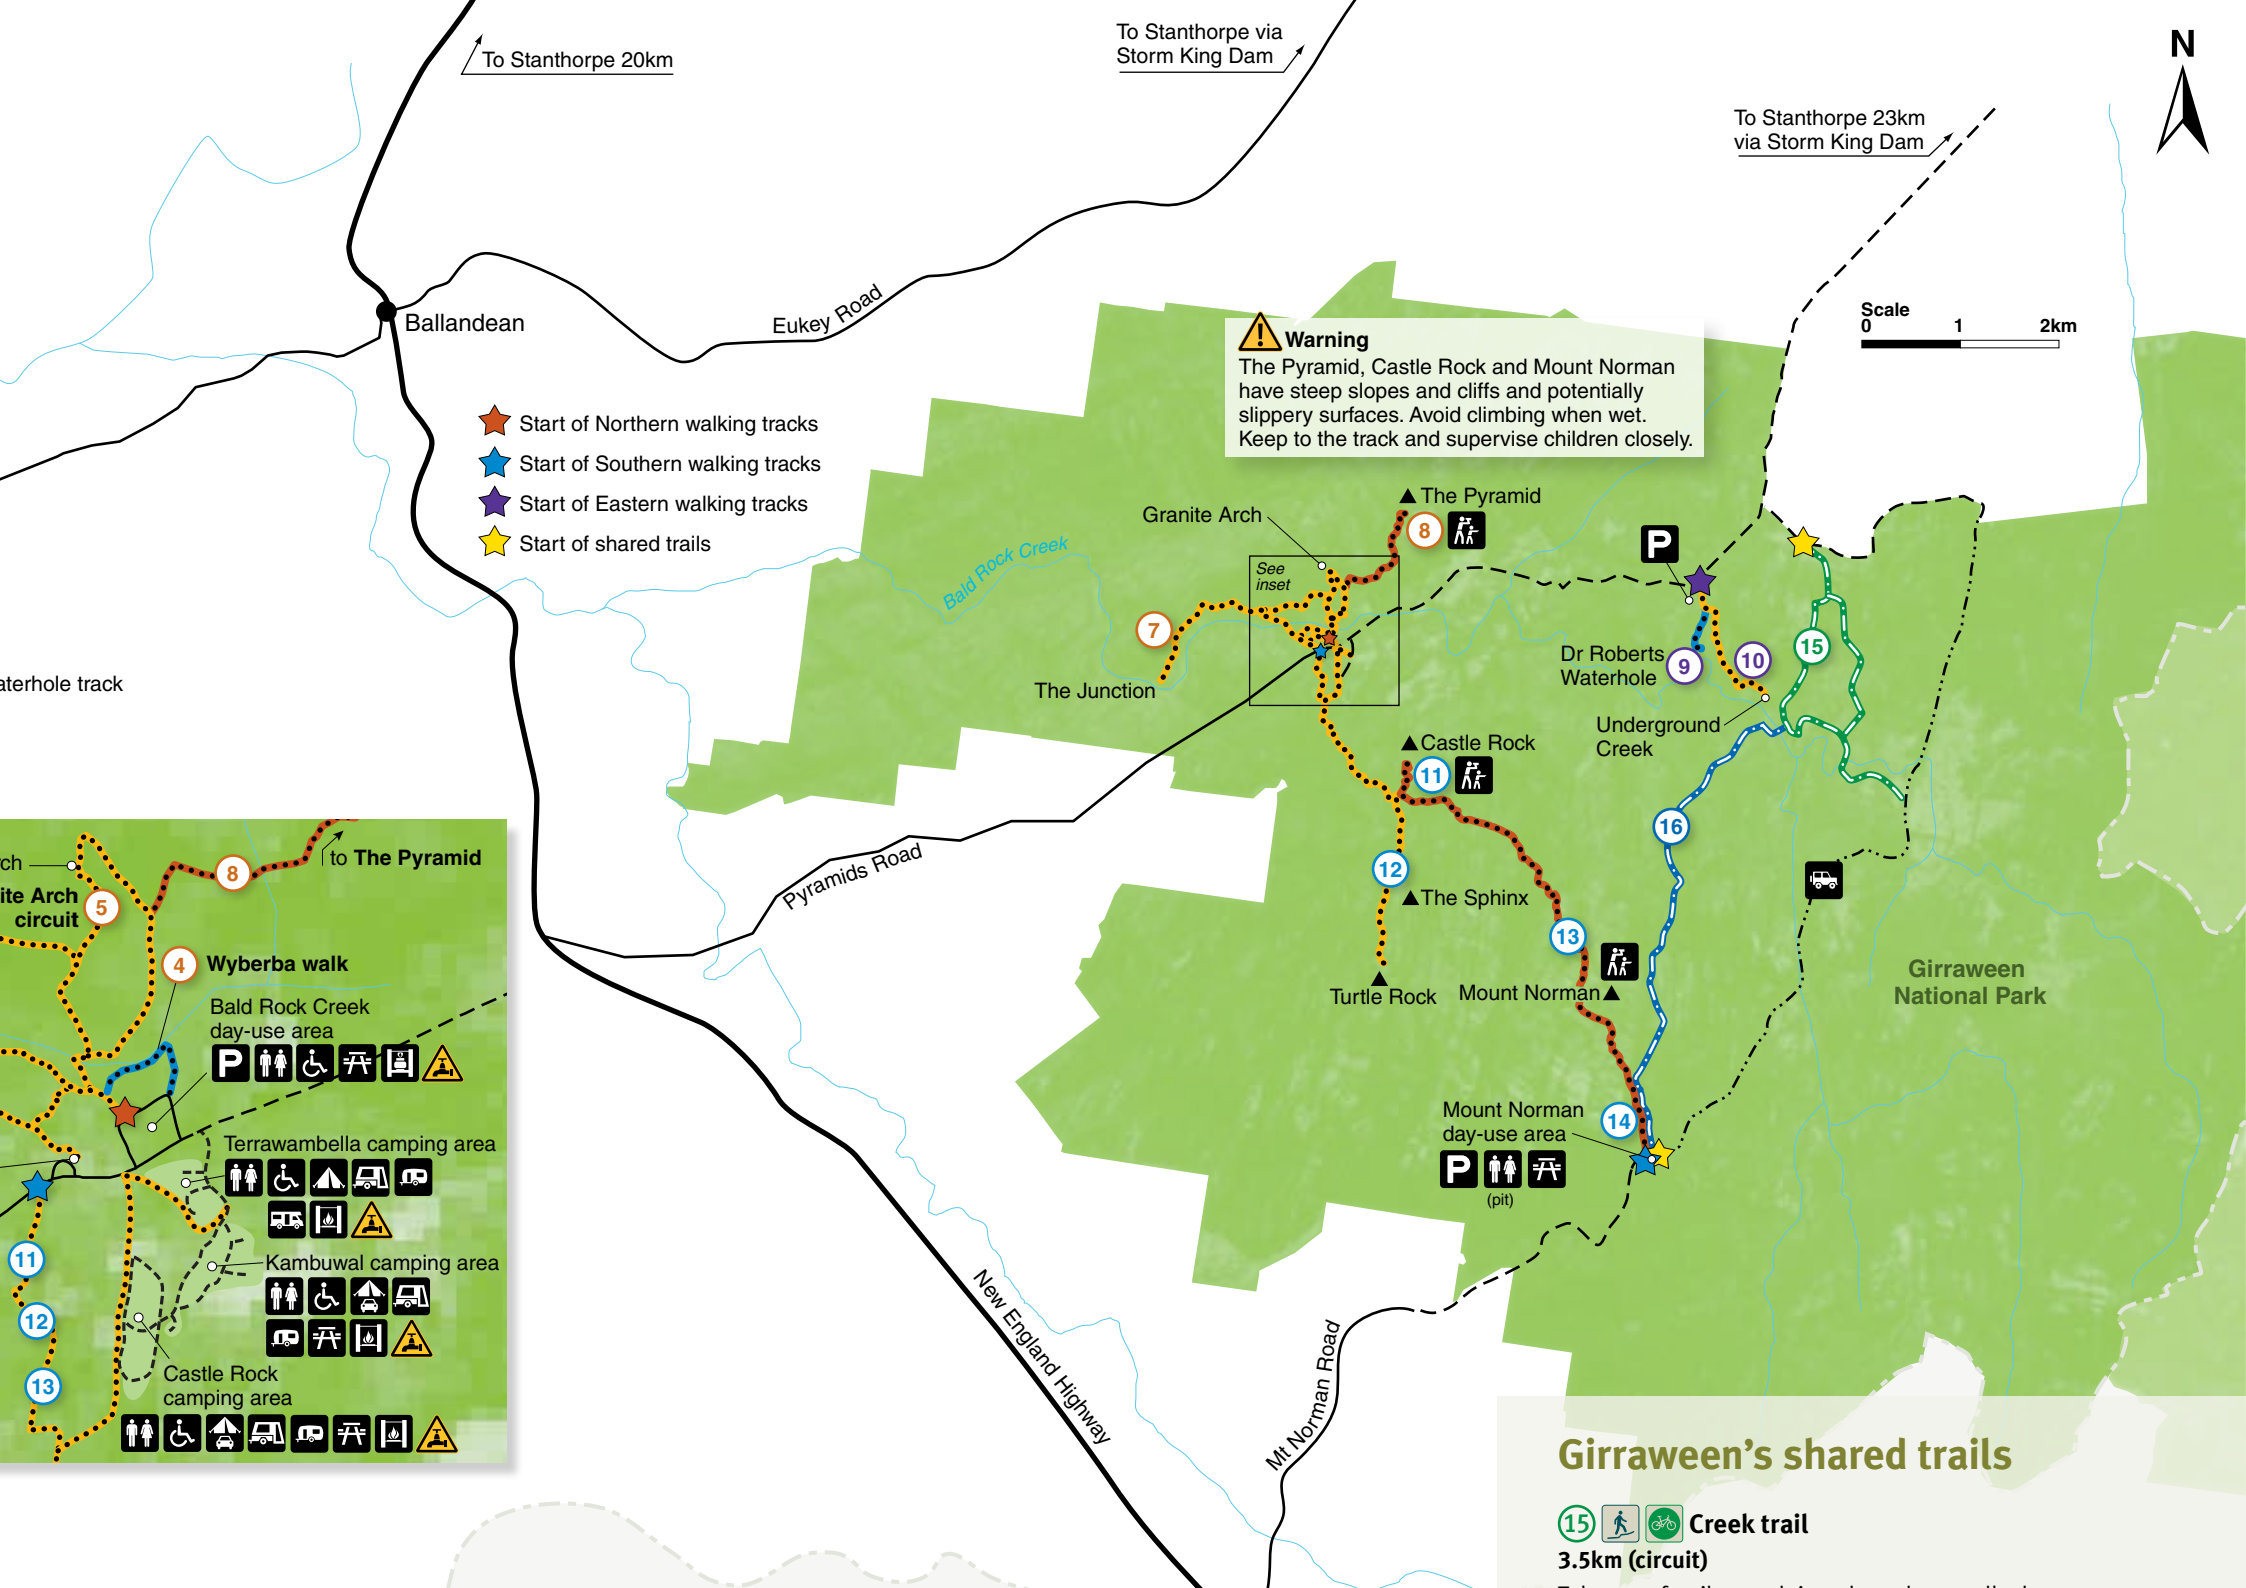 To Stanthorpe 20km
To Stanthorpe via
Storm King Dam
N
To Stanthorpe 23km
via Storm King Dam
Scale
0 1 2km
Ballandean
Eukey Road
Warning
The Pyramid, Castle Rock and Mount Norman
have steep slopes and cliffs and potentially
slippery surfaces. Avoid climbing when wet.
Keep to the track and supervise children closely.
Start of Northern walking tracks
Start of Southern walking tracks
Start of Eastern walking tracks
Start of shared trails
The Pyramid
8
Granite Arch
See
inset
Bald Rock Creek
P
7
The Junction
Dr Roberts
Waterhole
9
10
15
Underground
Creek
aterhole track
Castle Rock
11
16
12
Pyramids Road
The Sphinx
13
Turtle Rock
Mount Norman
Girraween
National Park
Mount Norman
day-use area
14
P
(pit)
to The Pyramid
8
rch
ite Arch
circuit
5
4 Wyberba walk
Bald Rock Creek
day-use area
P
Terrawambella camping area
11
Kambuwal camping area
12
Castle Rock
camping area
13
New England Highway
Mt Norman Road
Girraween's shared trails
15 Creek trail
3.5km (circuit)